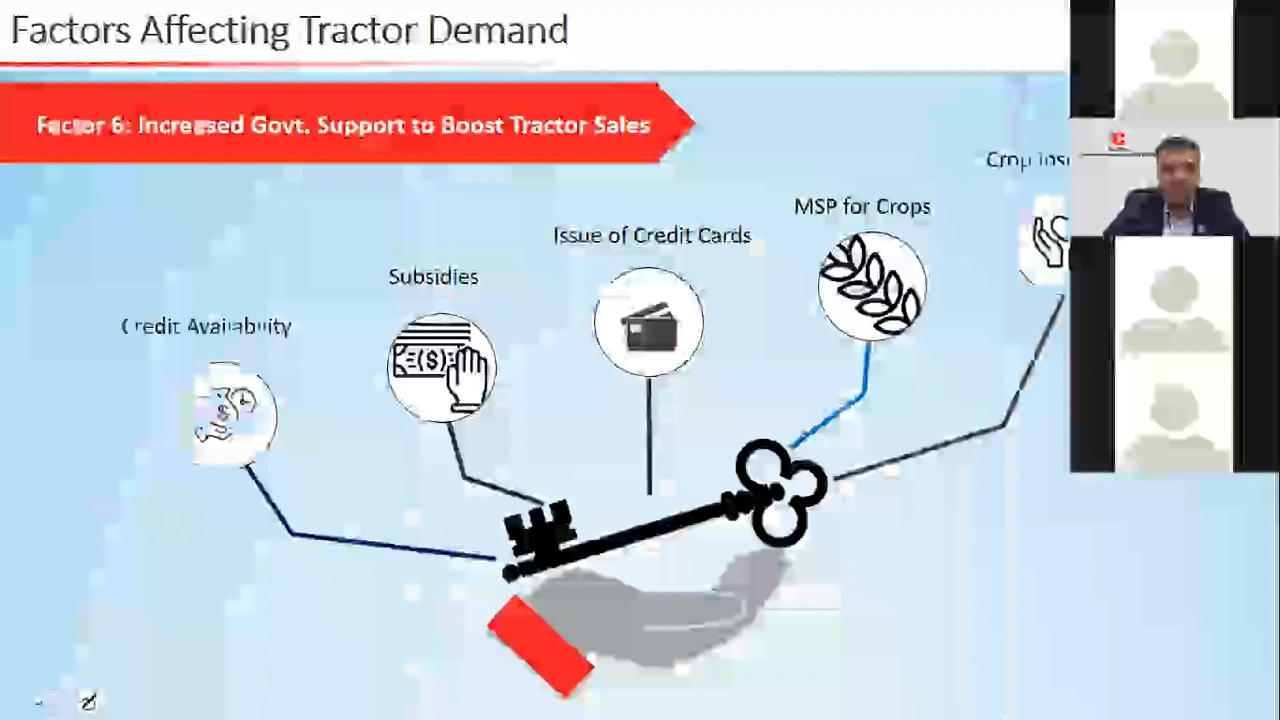 Factors Affecting Tractor Demand
Factor 6: Increased Govt. Support to Boost Tractor Sales
Crop
MSP for Crops
Issue of Credit Cards
Subsidies
Credit Availability